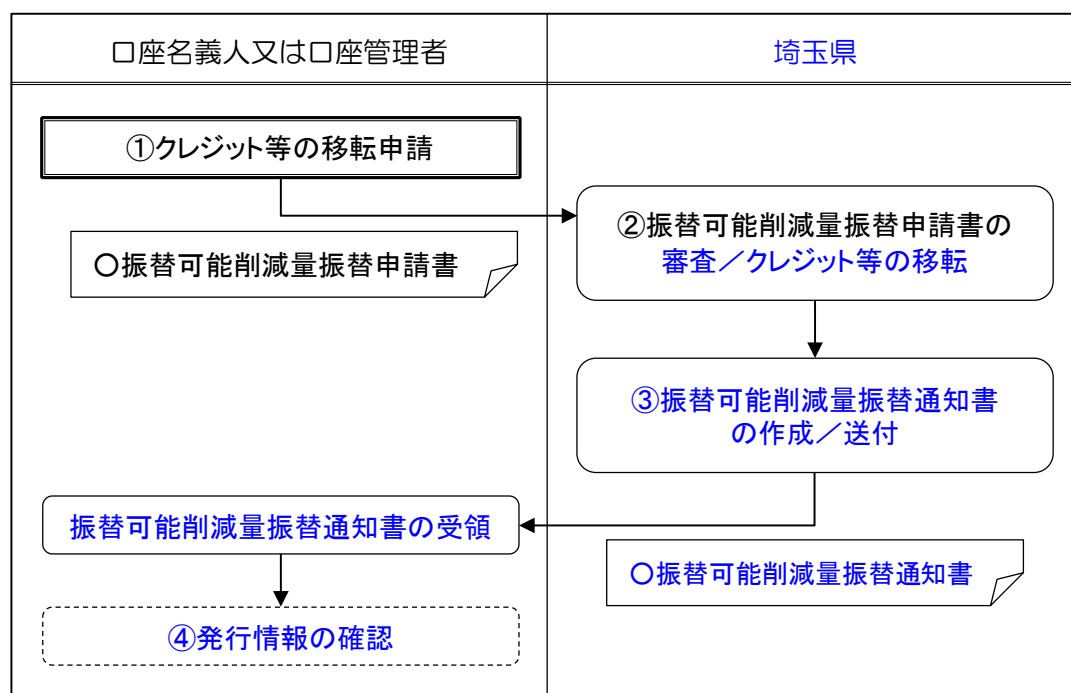 口座名義人又は口座管理者
埼玉県
①クレジット等の移転申請
〇振替可能削減量振替申請書
②振替可能削減量振替申請書の
審査／クレジット等の移転
③振替可能削減量振替通知書
の作成／送付
振替可能削減量振替通知書の受領
〇振替可能削減量振替通知書
④発行情報の確認